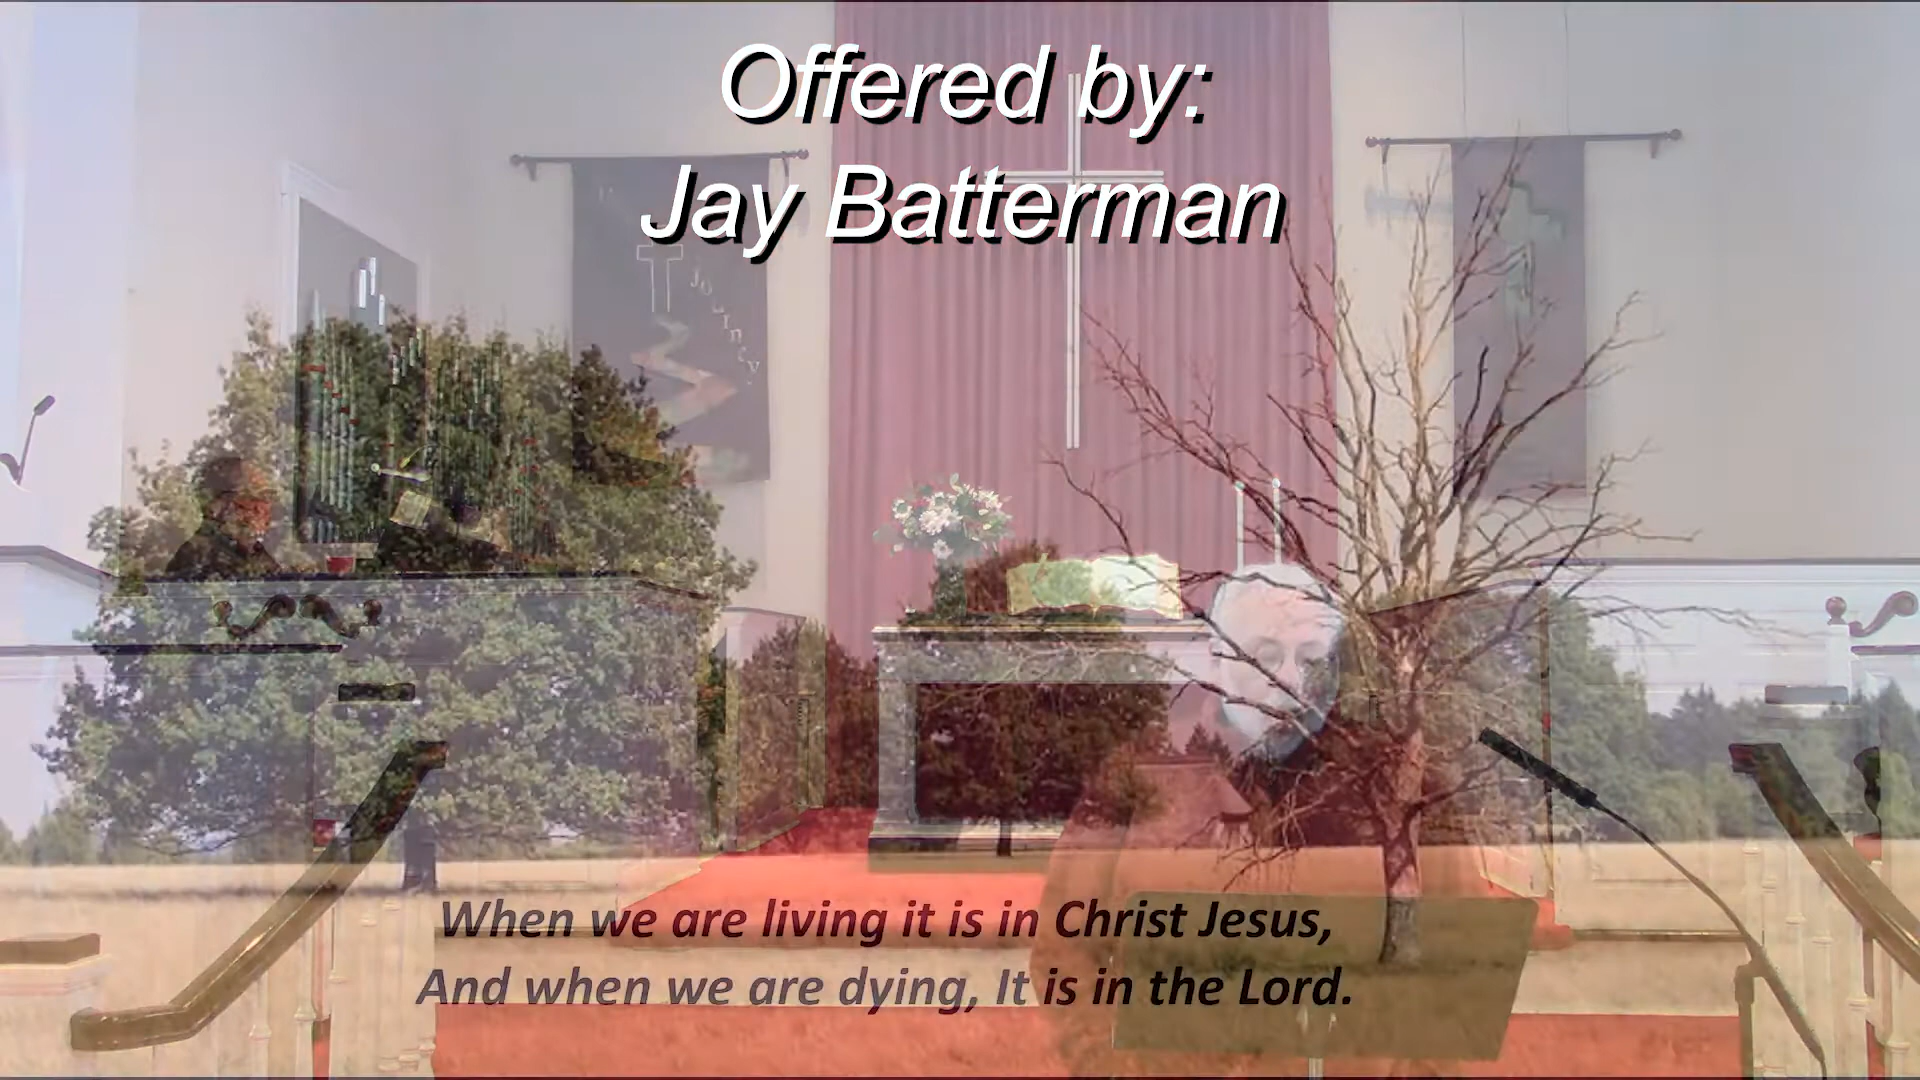 Offered by:
Jay Batterman
Journey
When we are living it is in Christ Jesus,
And when we are dying, It is in the Lord.